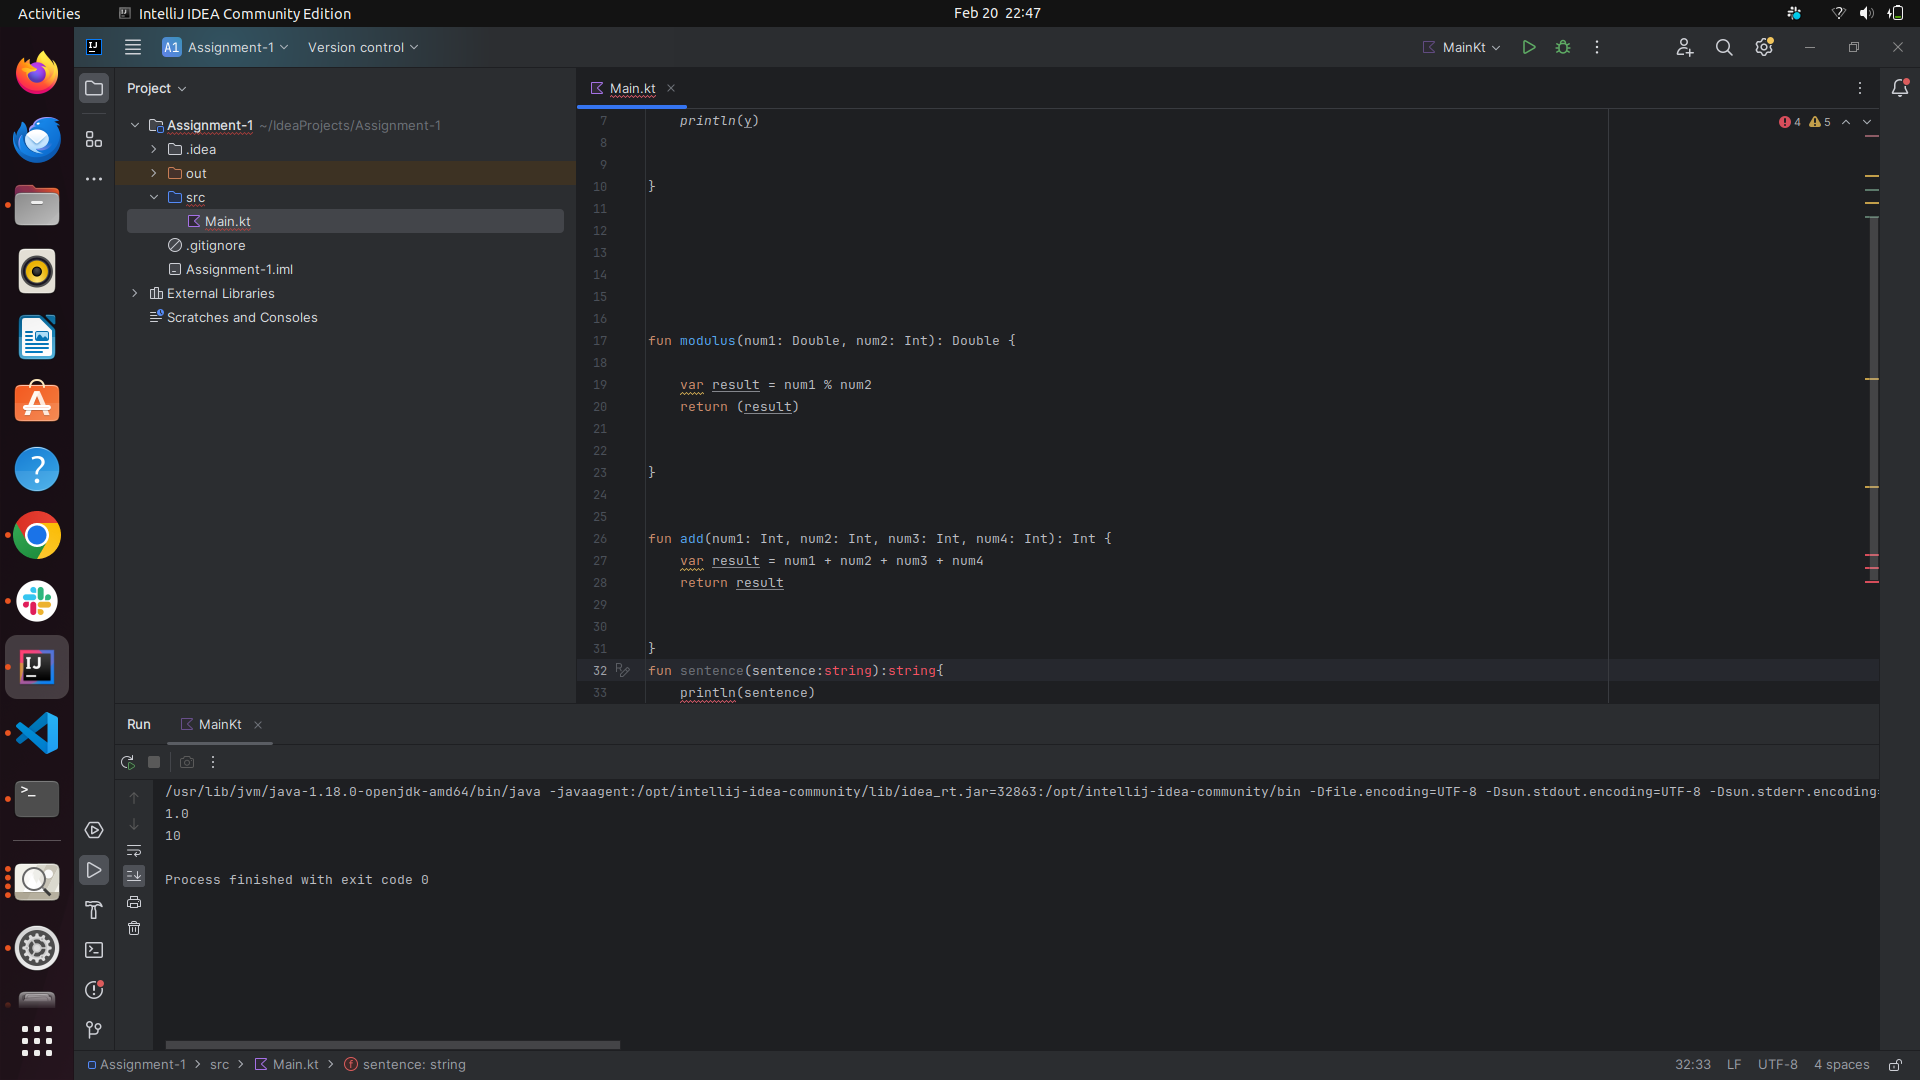 Activities
IntelliJ IDEA Community Edition
Feb 20 22:47
A1 Assignment-1
Version control
MainKt
Project
Main.kt
Assignment-1 ~/IdeaProjects/Assignment-1
.idea
out
src
Main.kt
.gitignore
Assignment-1.iml
External Libraries
Scratches and Consoles
4 5
7 println(y)
8
9
10 }
11
12
13
14
15
16
17 fun modulus(num1: Double, num2: Int): Double {
18
19 var result = num1 % num2
20 return (result)
21
22
23 }
24
25
26 fun add(num1: Int, num2: Int, num3: Int, num4: Int): Int {
27 var result = num1 + num2 + num3 + num4
28 return result
29
30
31 }
32 fun sentence(sentence:string):string{
33 println(sentence)
Run
MainKt
/usr/lib/jvm/java-1.18.0-openjdk-amd64/bin/java -javaagent:/opt/intellij-idea-community/lib/idea_rt.jar=32863:/opt/intellij-idea-community/bin -Dfile.encoding=UTF-8 -Dsun.stdout.encoding=UTF-8 -Dsun.stderr.encoding=
1.0
10
Process finished with exit code 0
Assignment-1 > src > Main.kt > sentence: string
32:33 LF UTF-8 4 spaces